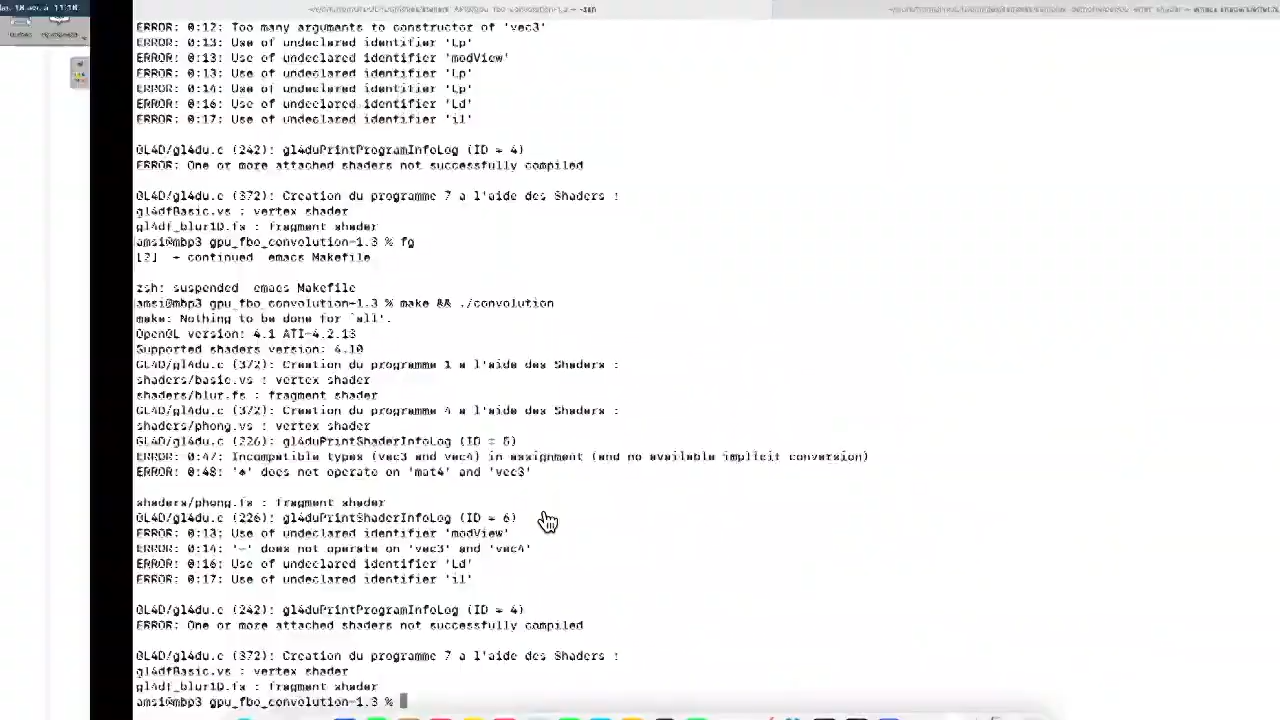 ERROR: 0:12: Too many arguments to constructor of 'vec3'
ERROR: 0:13: Use of undeclared identifier 'Lp'
ERROR: 0:13: Use of undeclared identifier 'modView'
ERROR: 0:13: Use of undeclared identifier 'Lp'
ERROR: 0:14: Use of undeclared identifier 'Lp'
ERROR: 0:16: Use of undeclared identifier 'Ld'
ERROR: 0:17: Use of undeclared identifier 'il'
GL4D/gl4du.c (242): gl4duPrintProgramInfoLog (ID = 4)
ERROR: One or more attached shaders not successfully compiled
GL4D/gl4du.c (372): Creation du programme 7 a l'aide des Shaders :
gl4dfBasic.vs : vertex shader
gl4df_blur1D.fs : fragment shader
amsi@mbp3 gpu_fbo_convolution-1.3 % fg
[2]  + continued  emacs Makefile
zsh: suspended  emacs Makefile
amsi@mbp3 gpu_fbo_convolution-1.3 % make && ./convolution
make: Nothing to be done for `all'.
OpenGL version: 4.1 ATI-4.2.13
Supported shaders version: 4.10
GL4D/gl4du.c (372): Creation du programme 1 a l'aide des Shaders :
shaders/basic.vs : vertex shader
shaders/blur.fs : fragment shader
GL4D/gl4du.c (372): Creation du programme 4 a l'aide des Shaders :
shaders/phong.vs : vertex shader
GL4D/gl4du.c (226): gl4duPrintShaderInfoLog (ID = 5)
ERROR: 0:47: Incompatible types (vec3 and vec4) in assignment (and no available implicit conversion)
ERROR: 0:48: '*' does not operate on 'mat4' and 'vec3'
shaders/phong.fs : fragment shader
GL4D/gl4du.c (226): gl4duPrintShaderInfoLog (ID = 6)
ERROR: 0:13: Use of undeclared identifier 'modView'
ERROR: 0:14: '-' does not operate on 'vec3' and 'vec4'
ERROR: 0:16: Use of undeclared identifier 'Ld'
ERROR: 0:17: Use of undeclared identifier 'il'
GL4D/gl4du.c (242): gl4duPrintProgramInfoLog (ID = 4)
ERROR: One or more attached shaders not successfully compiled
GL4D/gl4du.c (372): Creation du programme 7 a l'aide des Shaders :
gl4dfBasic.vs : vertex shader
gl4df_blur1D.fs : fragment shader
amsi@mbp3 gpu_fbo_convolution-1.3 %